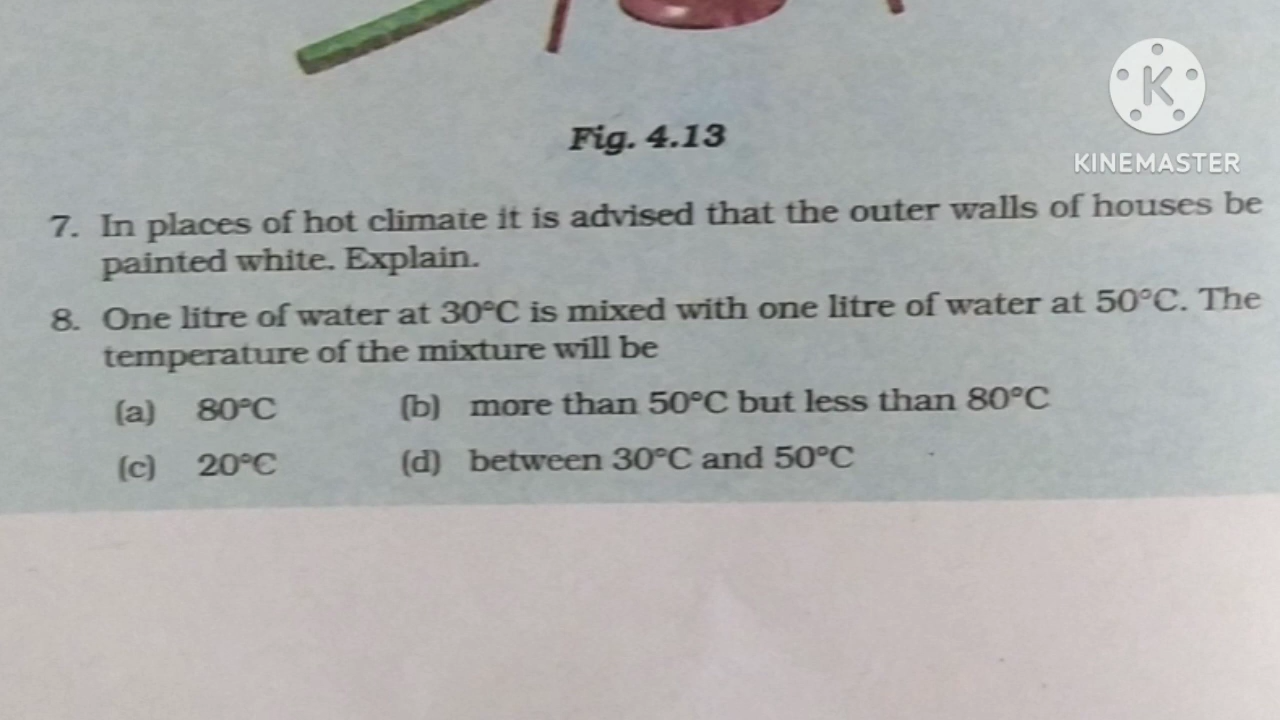 K
KINEMASTER
Fig. 4.13
7. In places of hot climate it is advised that the outer walls of houses be
painted white. Explain.
8. One litre of water at 30°C is mixed with one litre of water at 50°C. The
temperature of the mixture will be
(a) 80°C (b) more than 50°C but less than 80°C
(c) 20°C (d) between 30°C and 50°C